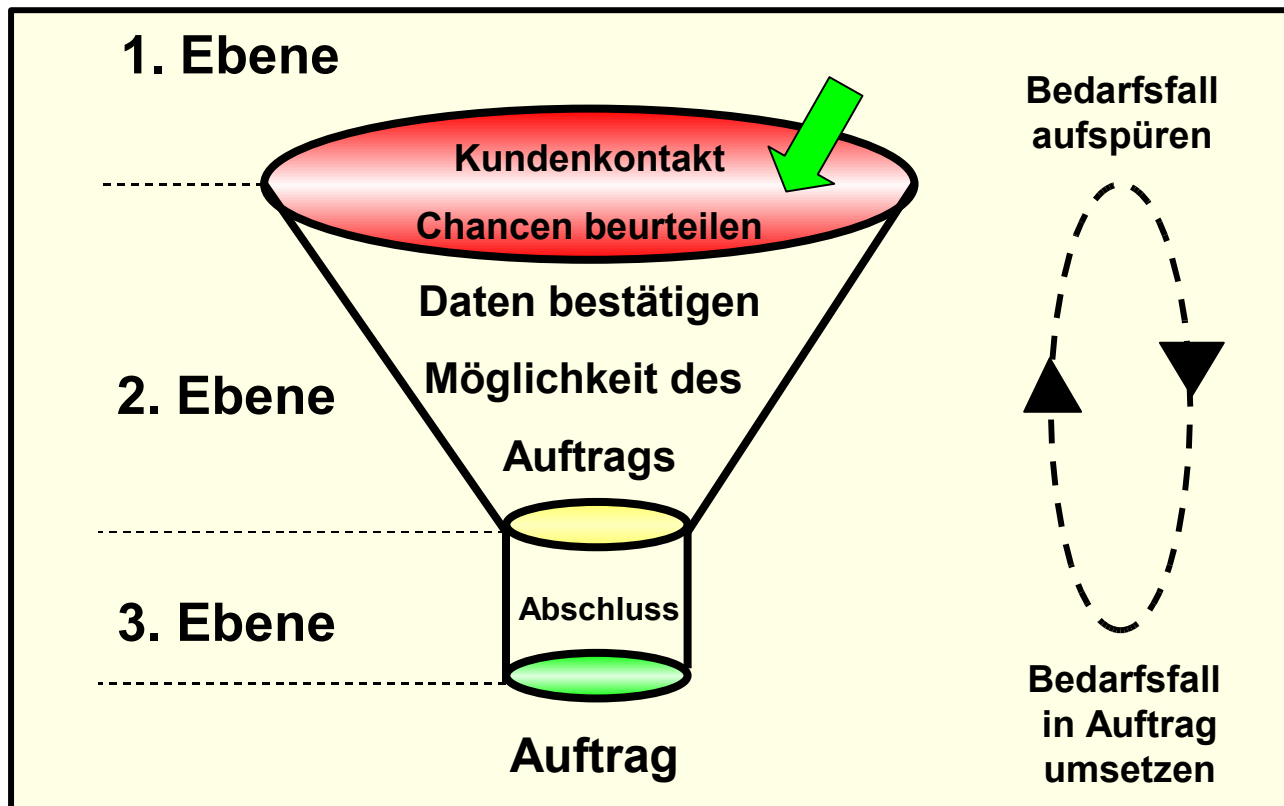 1. Ebene
Kundenkontakt
Chancen beurteilen
Daten bestätigen
2. Ebene
Möglichkeit des
Auftrags
3. Ebene
Abschluss
Auftrag
Bedarfsfall
aufspüren
Bedarfsfall
in Auftrag
umsetzen